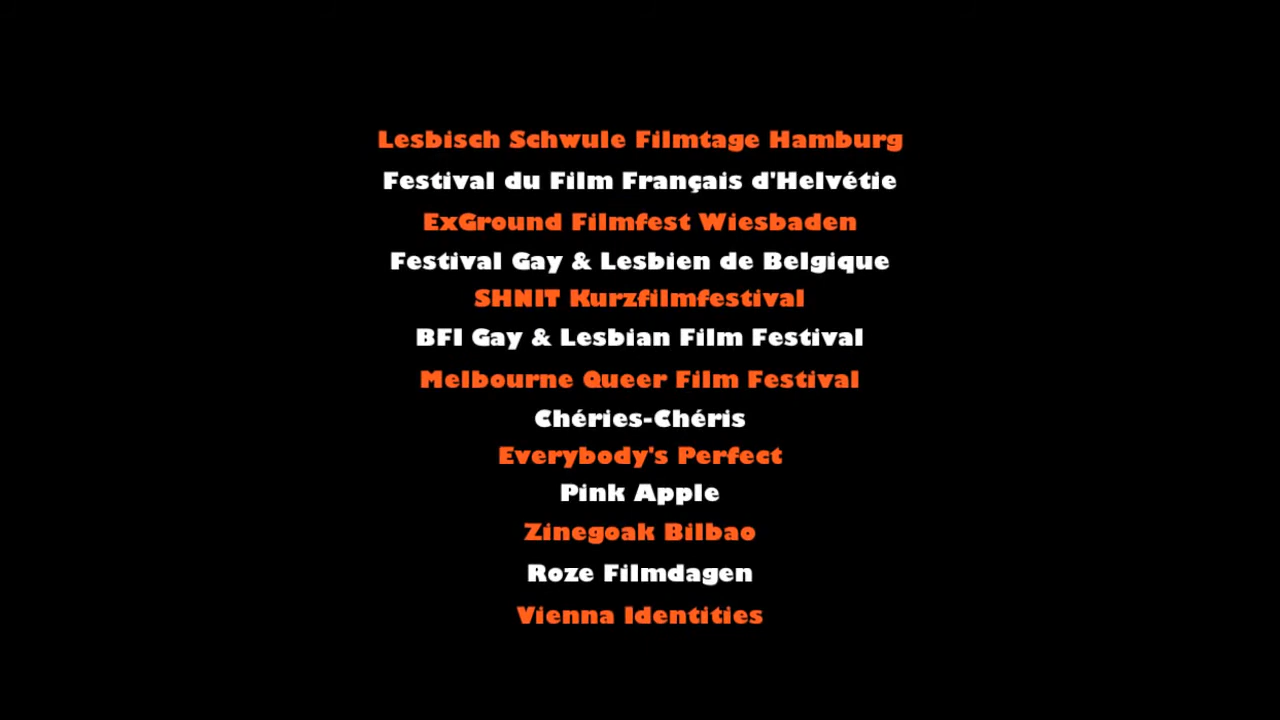 Lesbisch Schwule Filmtage Hamburg
Festival du Film Français d'Helvétie
ExGround Filmfest Wiesbaden
Festival Gay & Lesbien de Belgique
SHNIT Kurzfilmfestival
BFI Gay & Lesbian Film Festival
Melbourne Queer Film Festival
Chéries-Chéris
Everybody's Perfect
Pink Apple
Zinegoak Bilbao
Roze Filmdagen
Vienna Identities